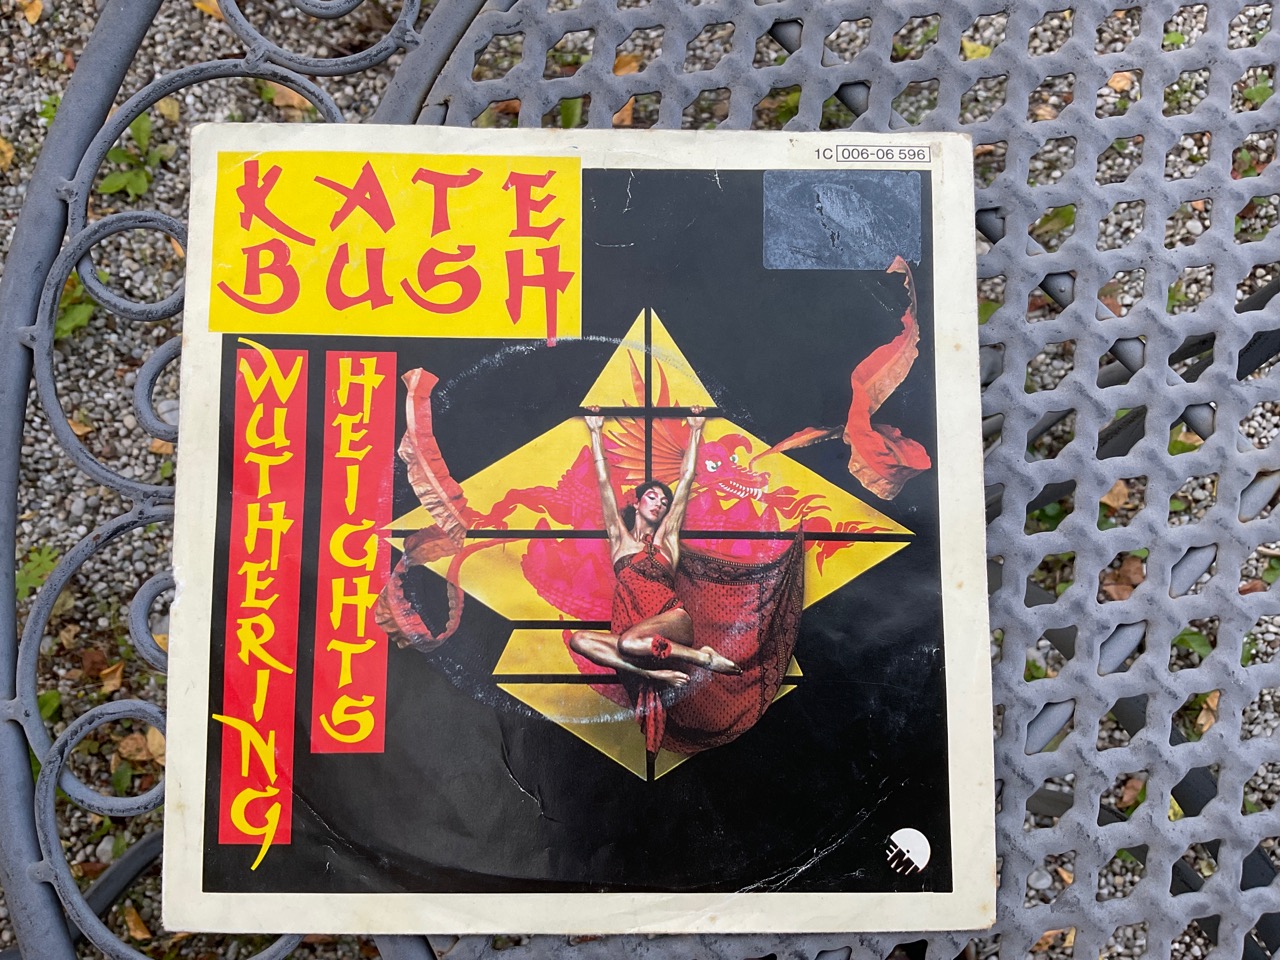 1C 006-06 596
KATE
BUSH
WUTHERING
HEIGHTS
EMI